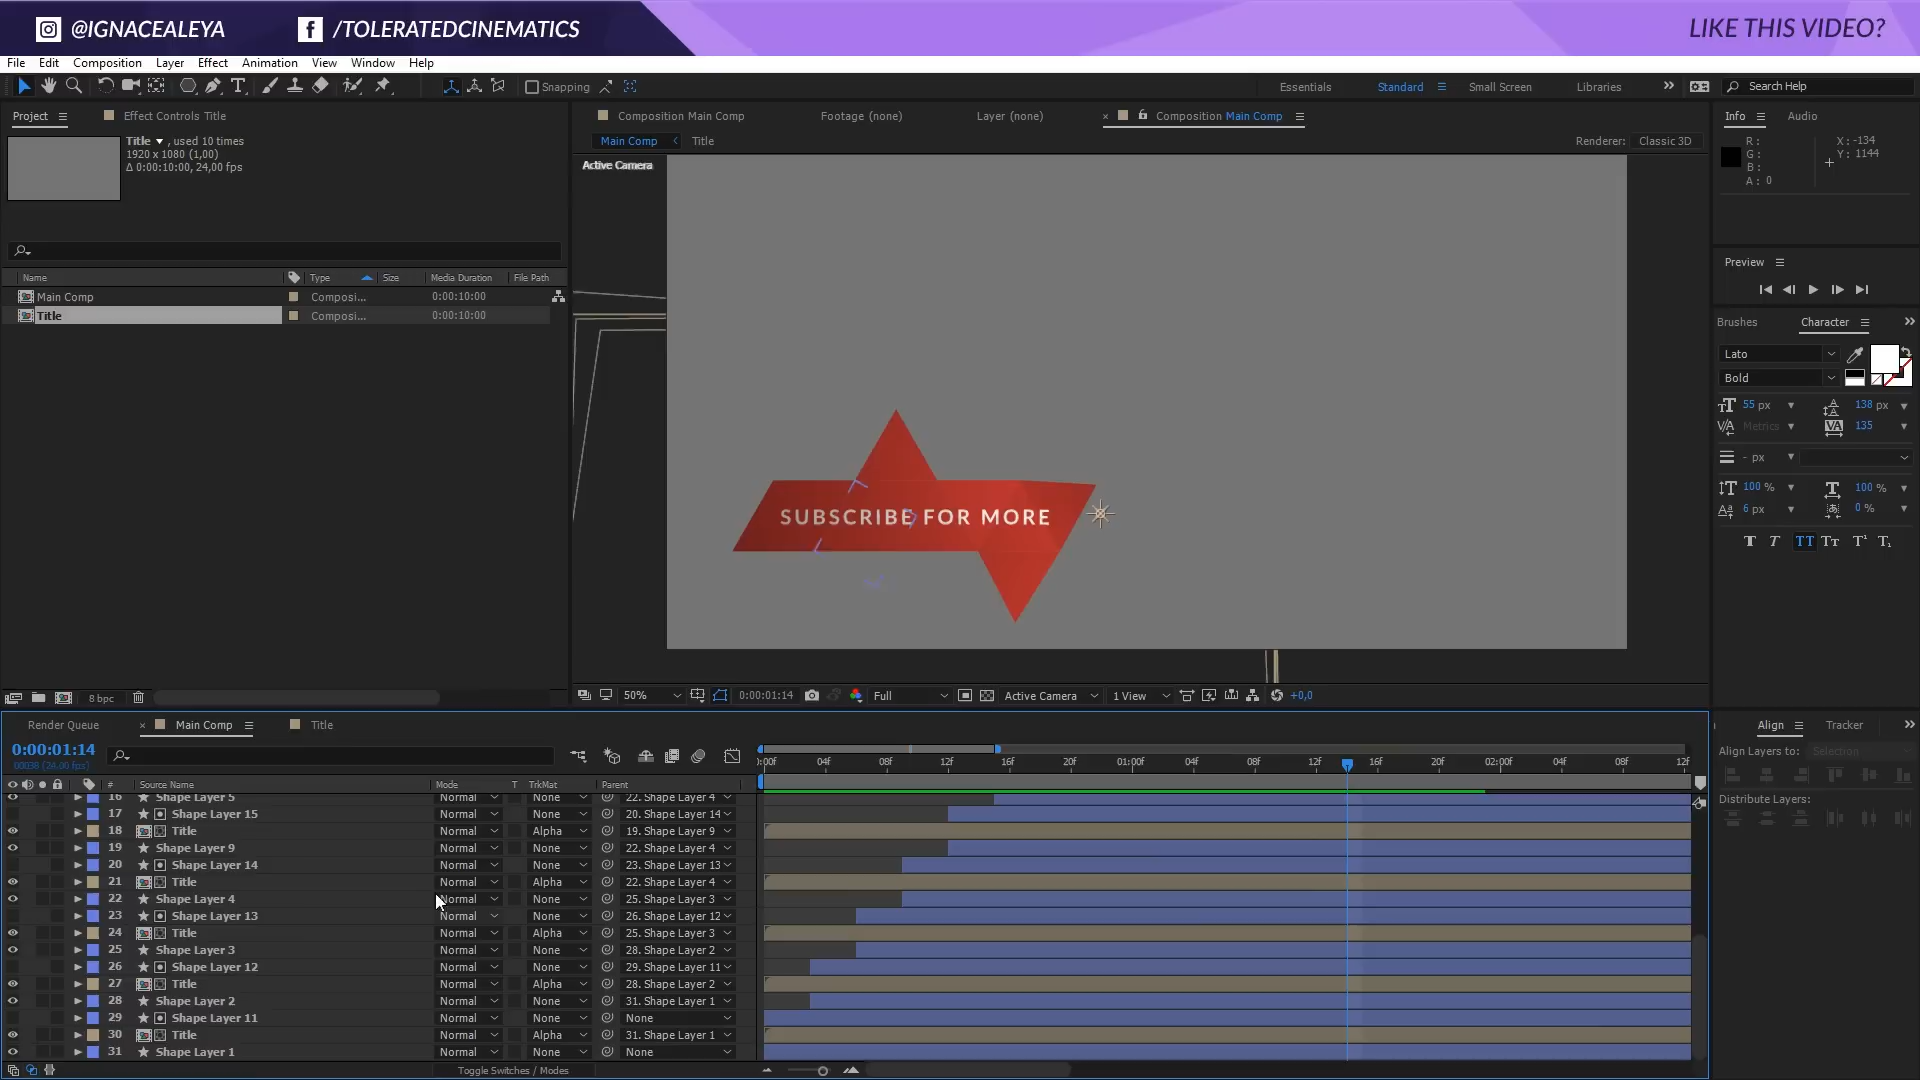 @IGNACEALEYA /TOLERATEDCINEMATICS LIKE THIS VIDEO?
File Edit Composition Layer Effect Animation View Window Help
Snapping Essentials Standard Small Screen Libraries Search Help
Project Effect Controls Title Composition Main Comp Footage (none) Layer (none) Composition Main Comp Info Audio
Title , used 10 times
1920 x 1080 (1,00)
Δ 0:00:10:00, 24,00 fps
Main Comp Title Renderer: Classic 3D
Active Camera
R:
G:
B:
A: 0
X: -134
Y: 1144
Name Type Size Media Duration File Path
Main Comp Composi... 0:00:10:00
Title Composi... 0:00:10:00
Preview
Brushes Character
Lato
Bold
55 px 138 px
Metrics 135
- px
100 % 100 %
6 px 0 %
TT
SUBSCRIBE FOR MORE
8 bpc
50% 0:00:01:14 Full Active Camera 1 View +0,0
Render Queue Main Comp Title
0:00:01:14
00038 (24.00 fps)
:00f 04f 08f 12f 16f 20f 01:00f 04f 08f 12f 16f 20f 02:00f 04f 08f 12f
# Source Name Mode T TrkMat Parent
16 Shape Layer 5 Normal None 22. Shape Layer 4
17 Shape Layer 15 Normal None 20. Shape Layer 14
18 Title Normal Alpha 19. Shape Layer 9
19 Shape Layer 9 Normal None 22. Shape Layer 4
20 Shape Layer 14 Normal None 23. Shape Layer 13
21 Title Normal Alpha 22. Shape Layer 4
22 Shape Layer 4 Normal None 25. Shape Layer 3
23 Shape Layer 13 Normal None 26. Shape Layer 12
24 Title Normal Alpha 25. Shape Layer 3
25 Shape Layer 3 Normal None 28. Shape Layer 2
26 Shape Layer 12 Normal None 29. Shape Layer 11
27 Title Normal Alpha 28. Shape Layer 2
28 Shape Layer 2 Normal None 31. Shape Layer 1
29 Shape Layer 11 Normal None None
30 Title Normal Alpha 31. Shape Layer 1
31 Shape Layer 1 Normal None None
Toggle Switches / Modes
Align Tracker
Align Layers to: Selection
Distribute Layers: